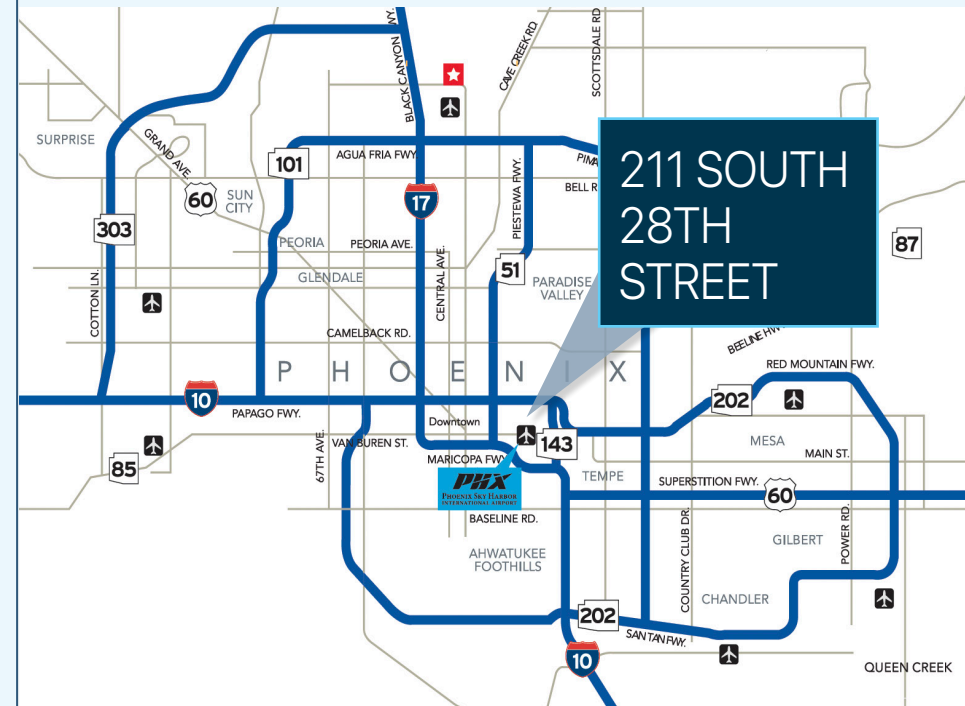 BLACK CANYON FWY.
CAVE CREEK RD.
SCOTTSDALE RD
SURPRISE
GRAND AVE.
AGUA FRIA FWY.
PIMA
101
60
SUN
CITY
17
PIESTEWA FWY.
BELL R
211 SOUTH
28TH
STREET
303
PEORIA
PEORIA AVE.
87
GLENDALE
51
PARADISE
VALLEY
COTTON LN.
CENTRAL AVE.
CAMELBACK RD.
BEELINE HWY.
PHOENIX
RED MOUNTAIN FWY.
10
202
PAPAGO FWY.
Downtown
67TH AVE.
VAN BUREN ST.
143
MESA
MARICOPA FWY.
MAIN ST.
85
TEMPE
PHX
PHOENIX SKY HARBOR
INTERNATIONAL AIRPORT
SUPERSTITION FWY.
60
BASELINE RD.
COUNTRY CLUB DR.
POWER RD.
GILBERT
AHWATUKEE
FOOTHILLS
CHANDLER
202
SANTAN FWY.
10
QUEEN CREEK